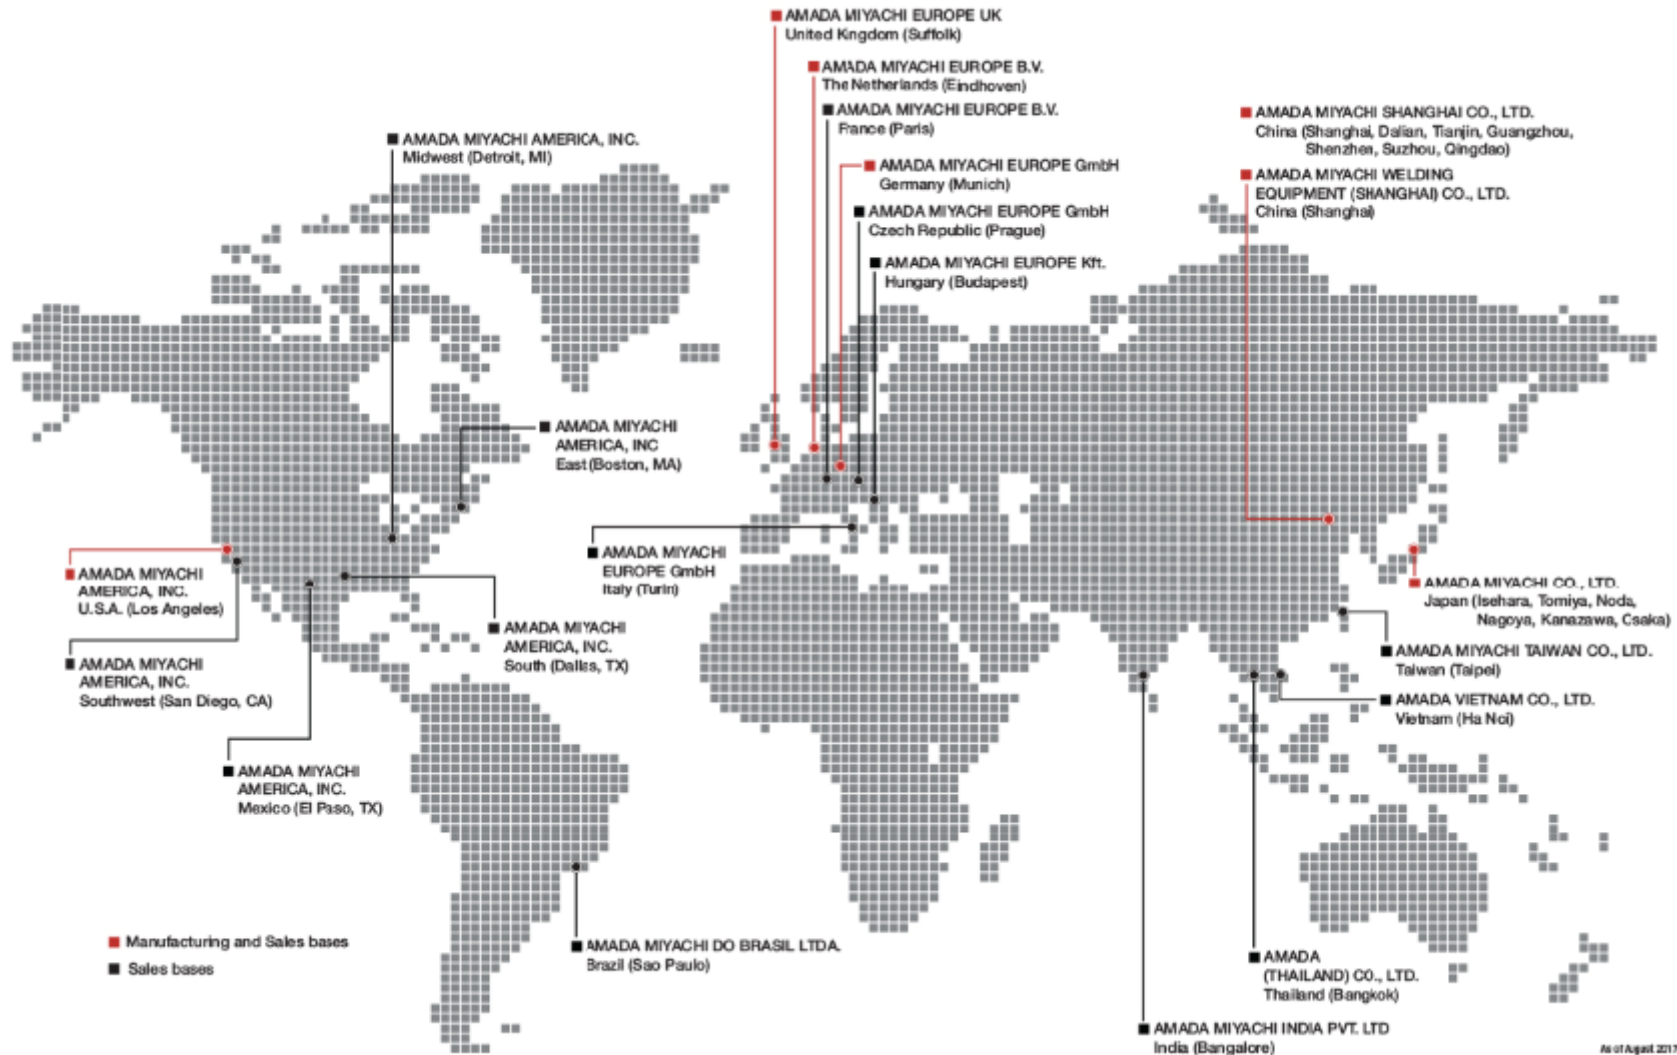 AMADA MIYACHI EUROPE UK
United Kingdom (Suffolk)
AMADA MIYACHI EUROPE B.V.
The Netherlands (Eindhoven)
AMADA MIYACHI EUROPE B.V.
France (Paris)
AMADA MIYACHI SHANGHAI CO., LTD.
China (Shanghai, Dalian, Tianjin, Guangzhou,
Shenzhen, Suzhou, Qingdao)
AMADA MIYACHI AMERICA, INC.
Midwest (Detroit, MI)
AMADA MIYACHI EUROPE GmbH
Germany (Munich)
AMADA MIYACHI WELDING
EQUIPMENT (SHANGHAI) CO., LTD.
China (Shanghai)
AMADA MIYACHI EUROPE GmbH
Czech Republic (Prague)
AMADA MIYACHI EUROPE Kft.
Hungary (Budapest)
AMADA MIYACHI
AMERICA, INC
East (Boston, MA)
AMADA MIYACHI
EUROPE GmbH
Italy (Turin)
AMADA MIYACHI
AMERICA, INC.
U.S.A. (Los Angeles)
AMADA MIYACHI CO., LTD.
Japan (Isehara, Tomiya, Noda,
Nagoya, Kanazawa, Osaka)
AMADA MIYACHI
AMERICA, INC.
South (Dallas, TX)
AMADA MIYACHI TAIWAN CO., LTD.
Taiwan (Taipei)
AMADA MIYACHI
AMERICA, INC.
Southwest (San Diego, CA)
AMADA VIETNAM CO., LTD.
Vietnam (Ha Noi)
AMADA MIYACHI
AMERICA, INC.
Mexico (El Paso, TX)
Manufacturing and Sales bases
Sales bases
AMADA MIYACHI DO BRASIL LTDA.
Brazil (Sao Paulo)
AMADA
(THAILAND) CO., LTD.
Thailand (Bangkok)
AMADA MIYACHI INDIA PVT. LTD
India (Bangalore)
As of August 2017